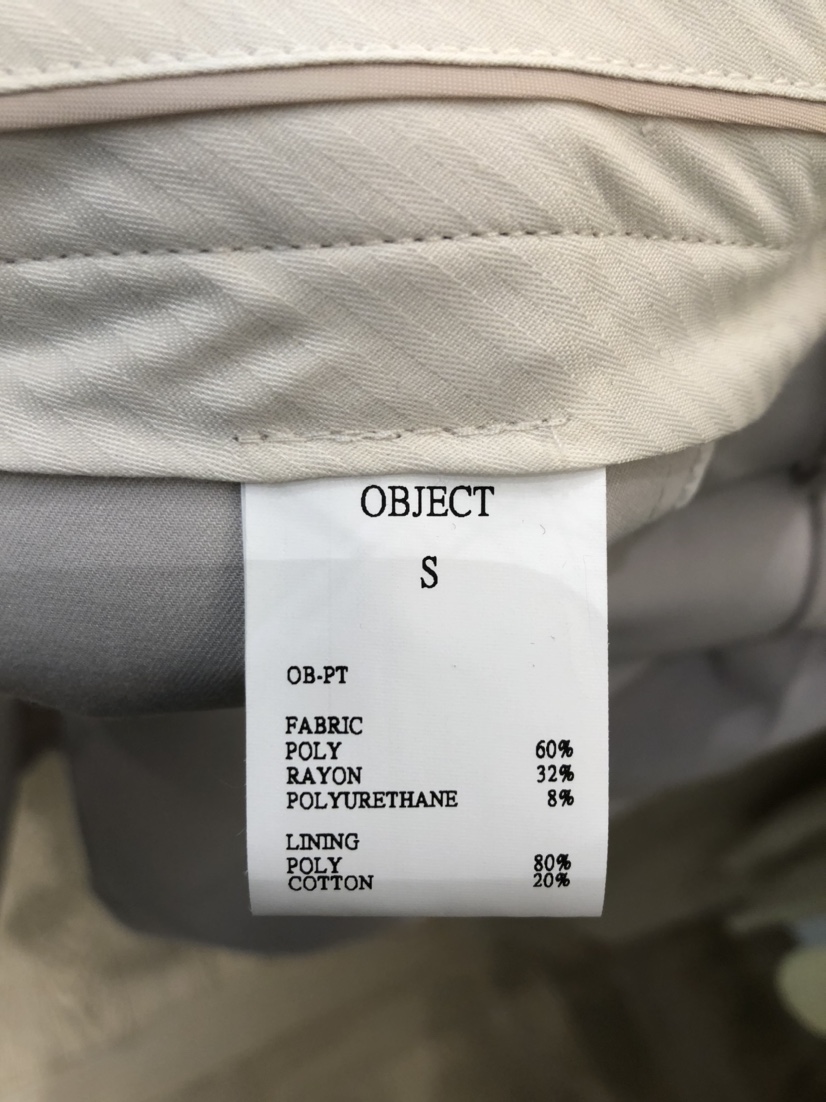 OBJECT
S
OB-PT
FABRIC
POLY 60%
RAYON 32%
POLYURETHANE 8%
LINING
POLY 80%
COTTON 20%